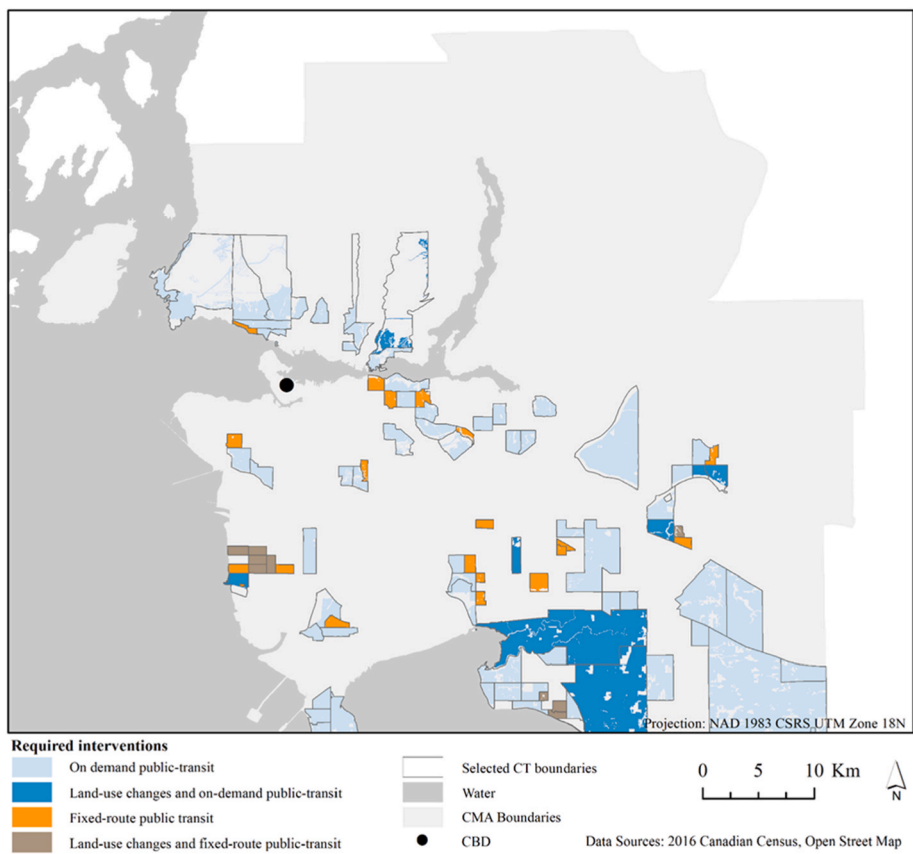 Projection: NAD 1983 CSRS UTM Zone 18N
Required interventions
On demand public-transit
Land-use changes and on-demand public-transit
Fixed-route public transit
Land-use changes and fixed-route public-transit
Selected CT boundaries
Water
CMA Boundaries
CBD
0 5 10 Km
N
Data Sources: 2016 Canadian Census, Open Street Map